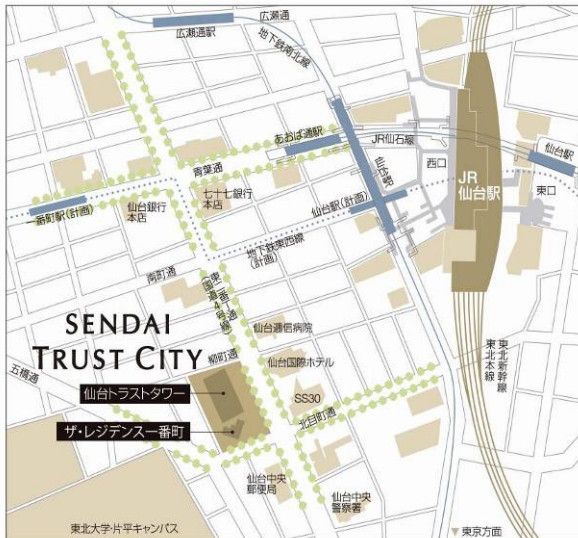 広瀬通
広瀬通駅
地下鉄南北線
あおば通駅
JR仙石線
仙台駅
仙台駅
西口
JR
仙台駅
東口
青葉通
一番町駅(計画)
仙台銀行
本店
七十七銀行
本店
仙台駅(計画)
地下鉄東西線
(計画)
南町通
東二番丁通
(国道4号線)
SENDAI
TRUST CITY
仙台逓信病院
柳町通
仙台国際ホテル
五橋通
仙台トラストタワー
SS30
北目町通
ザ・レジデンス一番町
東北新幹線
東北本線
仙台中央
郵便局
仙台中央
警察署
東北大学・片平キャンパス
▼東京方面